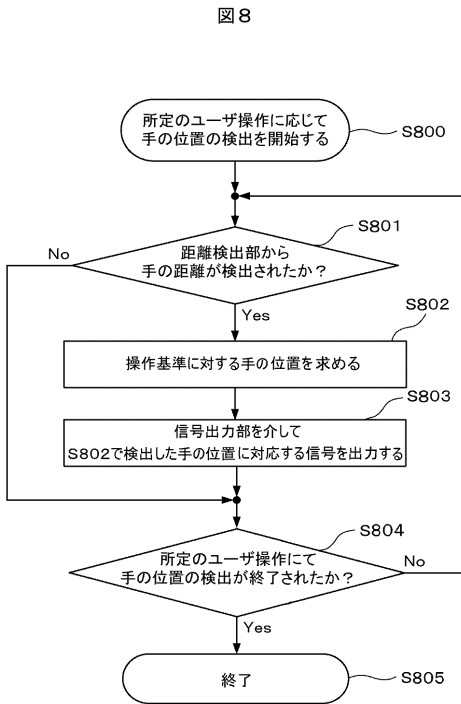 図8
所定のユーザ操作に応じて
手の位置の検出を開始する
S800
S801
No
距離検出部から
手の距離が検出されたか?
Yes
S802
操作基準に対する手の位置を求める
S803
信号出力部を介して
S802で検出した手の位置に対応する信号を出力する
S804
所定のユーザ操作にて
手の位置の検出が終了されたか?
No
Yes
終了
S805